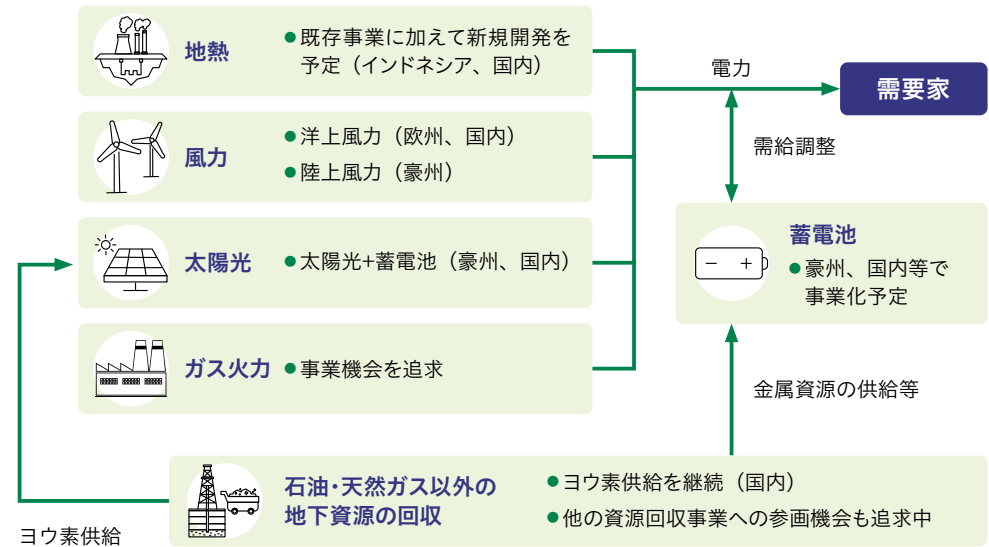 地熱
●既存事業に加えて新規開発を
予定（インドネシア、国内）
風力
●洋上風力（欧州、国内）
●陸上風力（豪州）
太陽光
●太陽光+蓄電池（豪州、国内）
ガス火力
●事業機会を追求
電力
需要家
需給調整
蓄電池
●豪州、国内等で
事業化予定
金属資源の供給等
石油・天然ガス以外の
地下資源の回収
●ヨウ素供給を継続（国内）
●他の資源回収事業への参画機会も追求中
ヨウ素供給